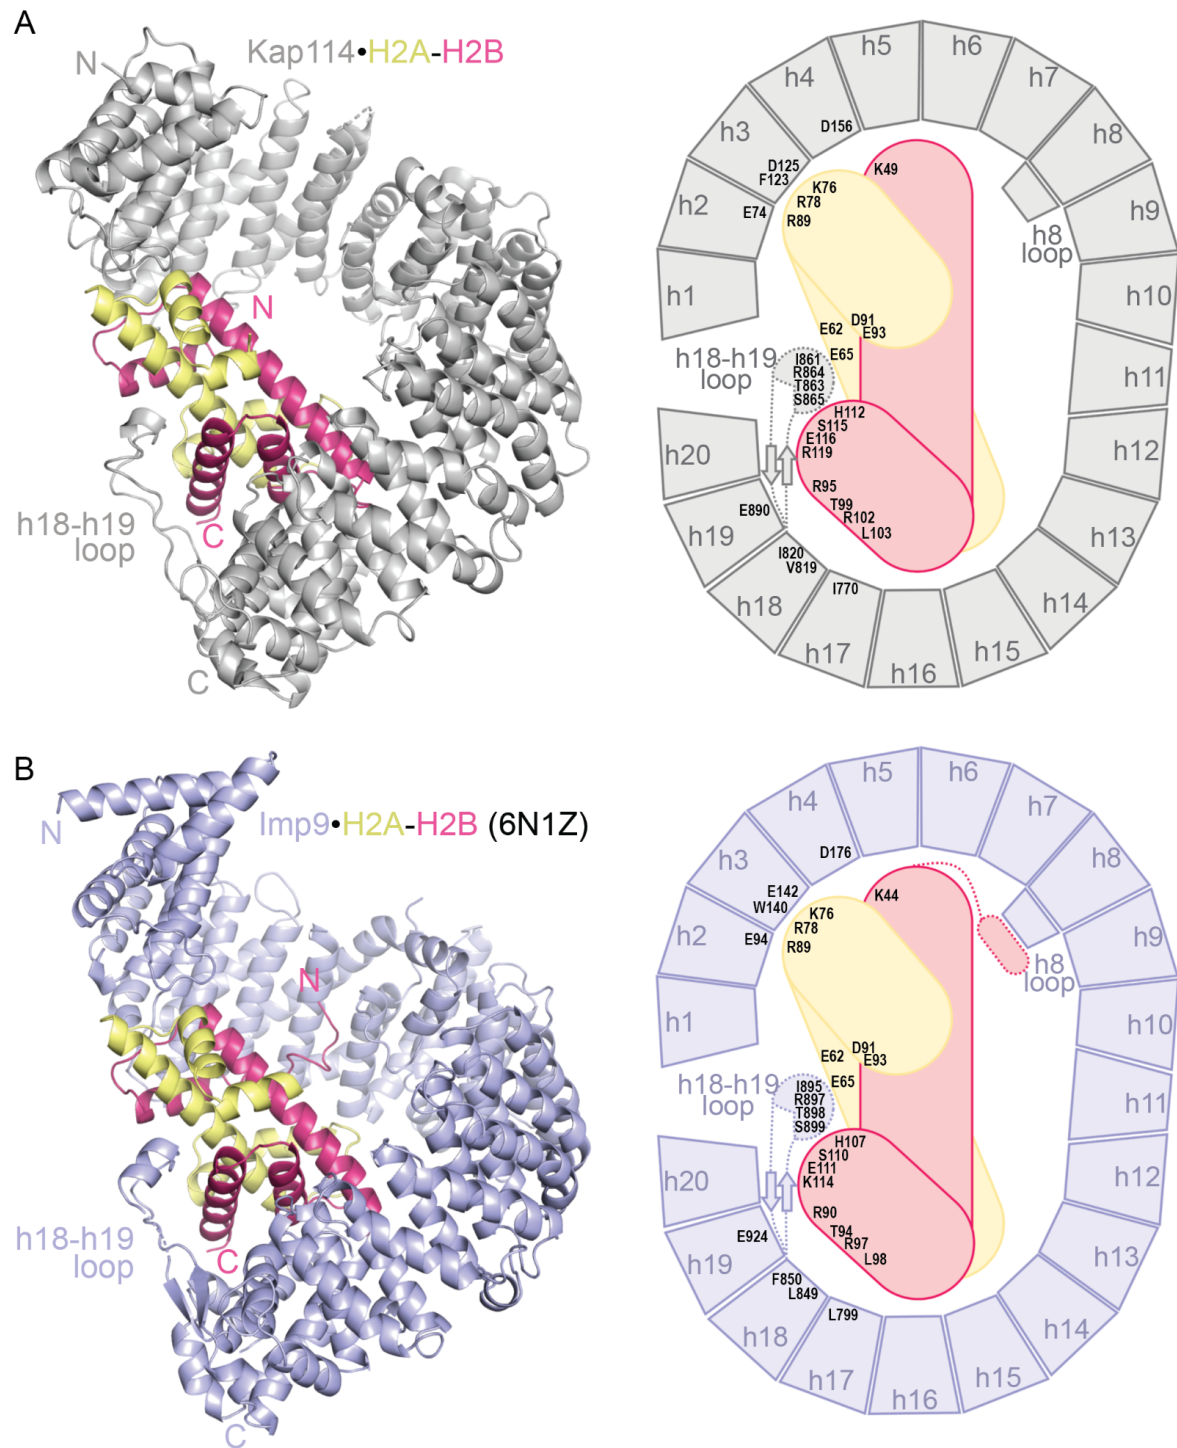 A
Kap114•H2A-H2B
N
N
h18-h19
loop
C
C
h5
h6
h4
h7
h3
h8
h2
h9
h8
loop
h1
h10
h18-h19
loop
h11
h20
h12
h19
h13
h18
h14
h17
h15
h16
D156
D125
F123
E74
K49
K76
R78
R89
E62
D91
E93
E65
I861
R864
T863
S865
H112
S115
E116
R119
R95
T99
R102
L103
E890
I820
V819
I770
B
Imp9•H2A-H2B (6N1Z)
N
N
h18-h19
loop
C
C
h5
h6
h4
h7
h3
h8
h2
h9
h8
loop
h1
h10
h18-h19
loop
h11
h20
h12
h19
h13
h18
h14
h17
h15
h16
D176
E142
W140
E94
K44
K76
R78
R89
E62
D91
E93
E65
I895
R897
T898
S899
H107
S110
E111
K114
R90
T94
R97
L98
E924
F850
L849
L799